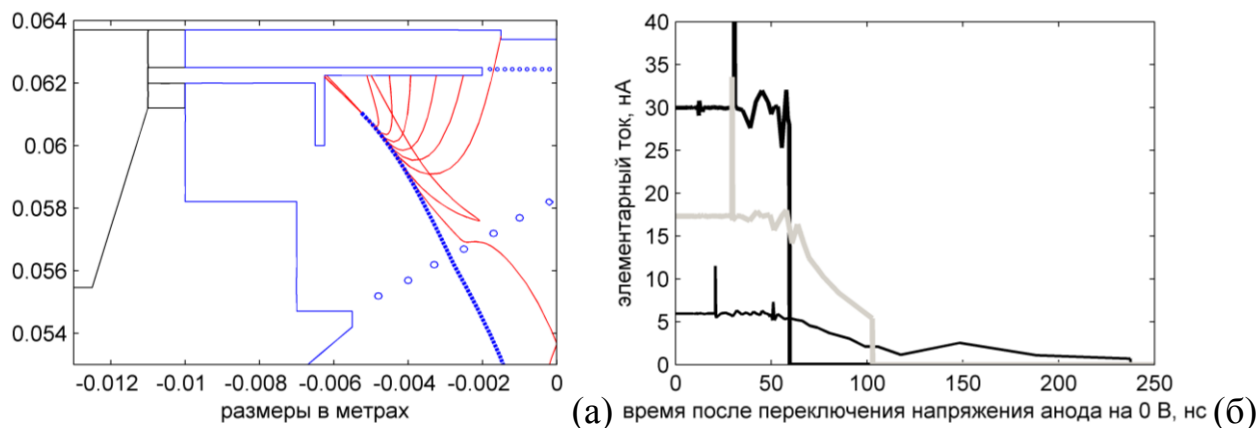 0.064
0.062
0.06
0.058
0.056
0.054
-0.012 -0.01 -0.008 -0.006 -0.004 -0.002 0
размеры в метрах
(а)
элементарный ток, нА
40
35
30
25
20
15
10
5
0
0 50 100 150 200 250
время после переключения напряжения анода на 0 В, нс
(б)